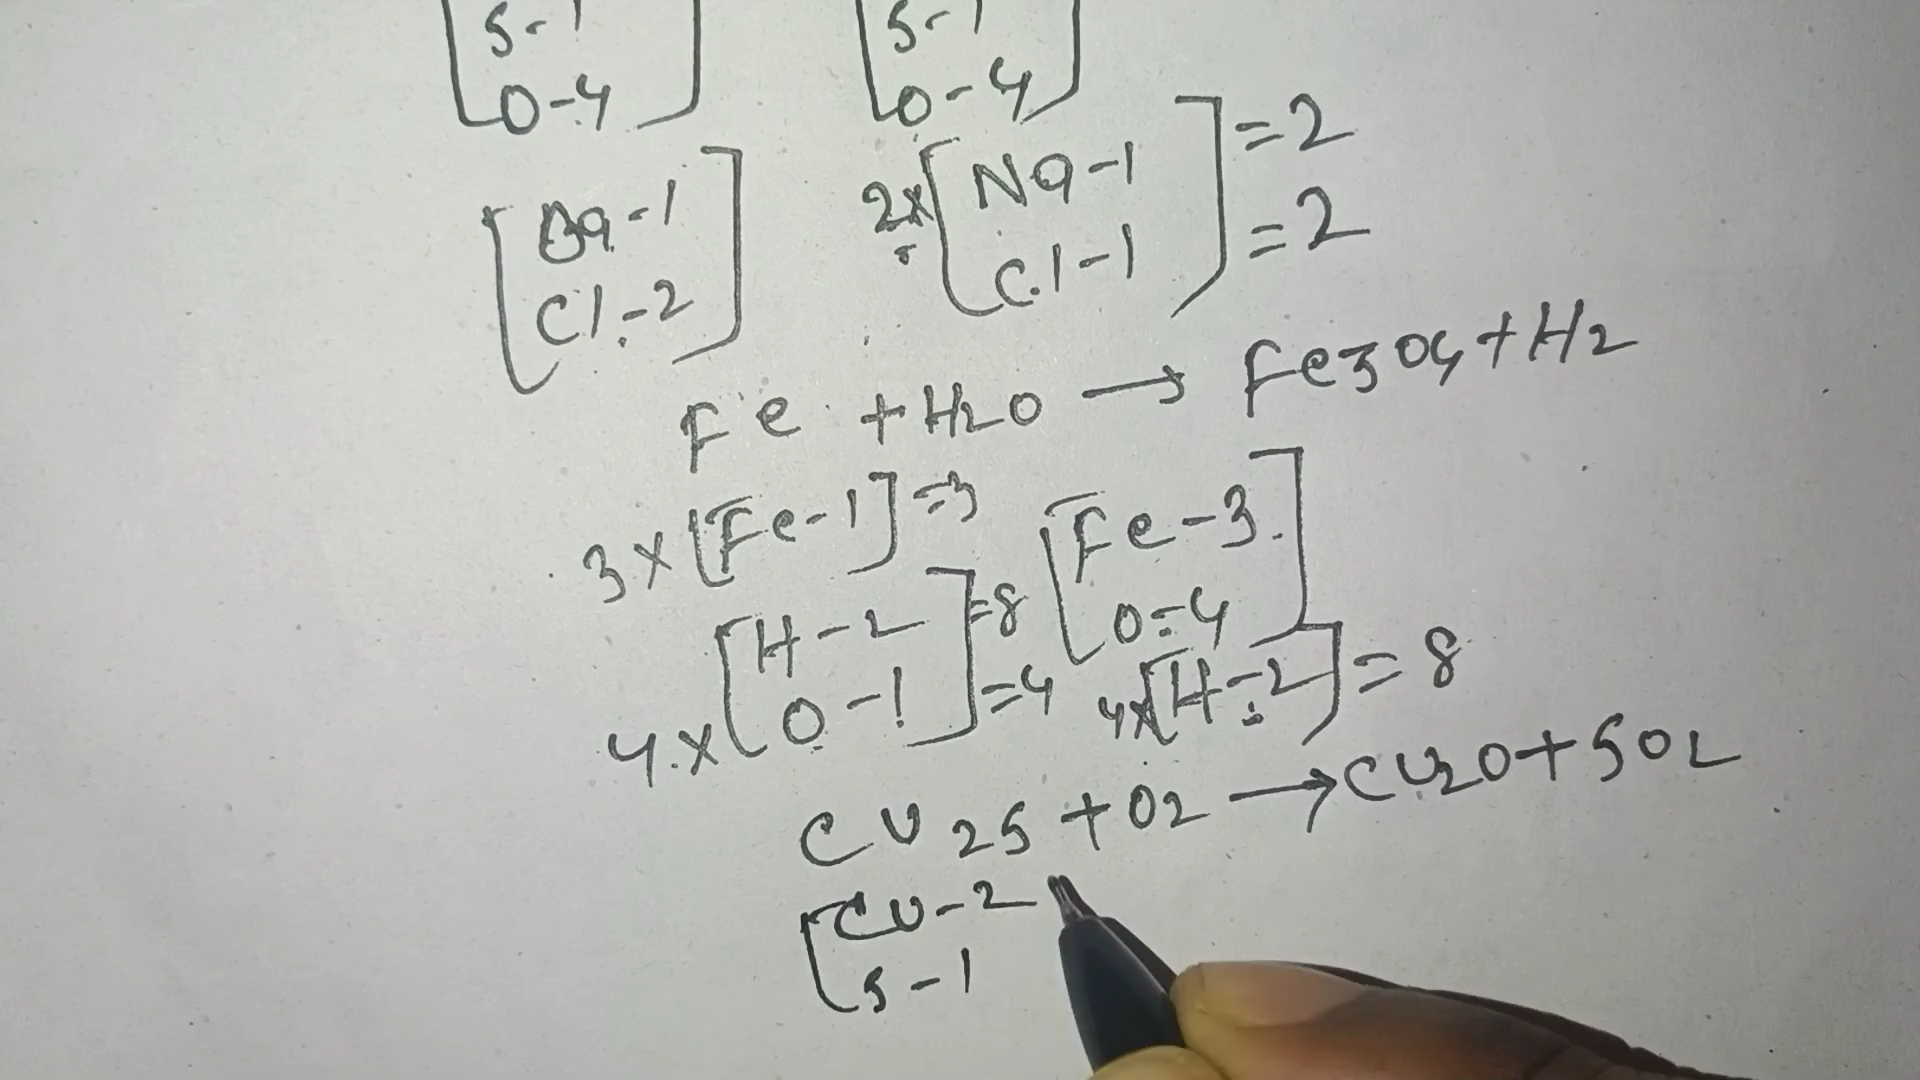 S-1 S-1
O-4 O-4
Ba-1 2x Na-1 =2
Cl-2 Cl-1 =2
Fe + H2O → Fe3O4 + H2
3x [Fe-1] =3 [Fe-3
4x [H-2 =8 O-4]
O-1] =4 4x [H-2] =8
Cu2S + O2 → Cu2O + SO2
[Cu-2
S-1